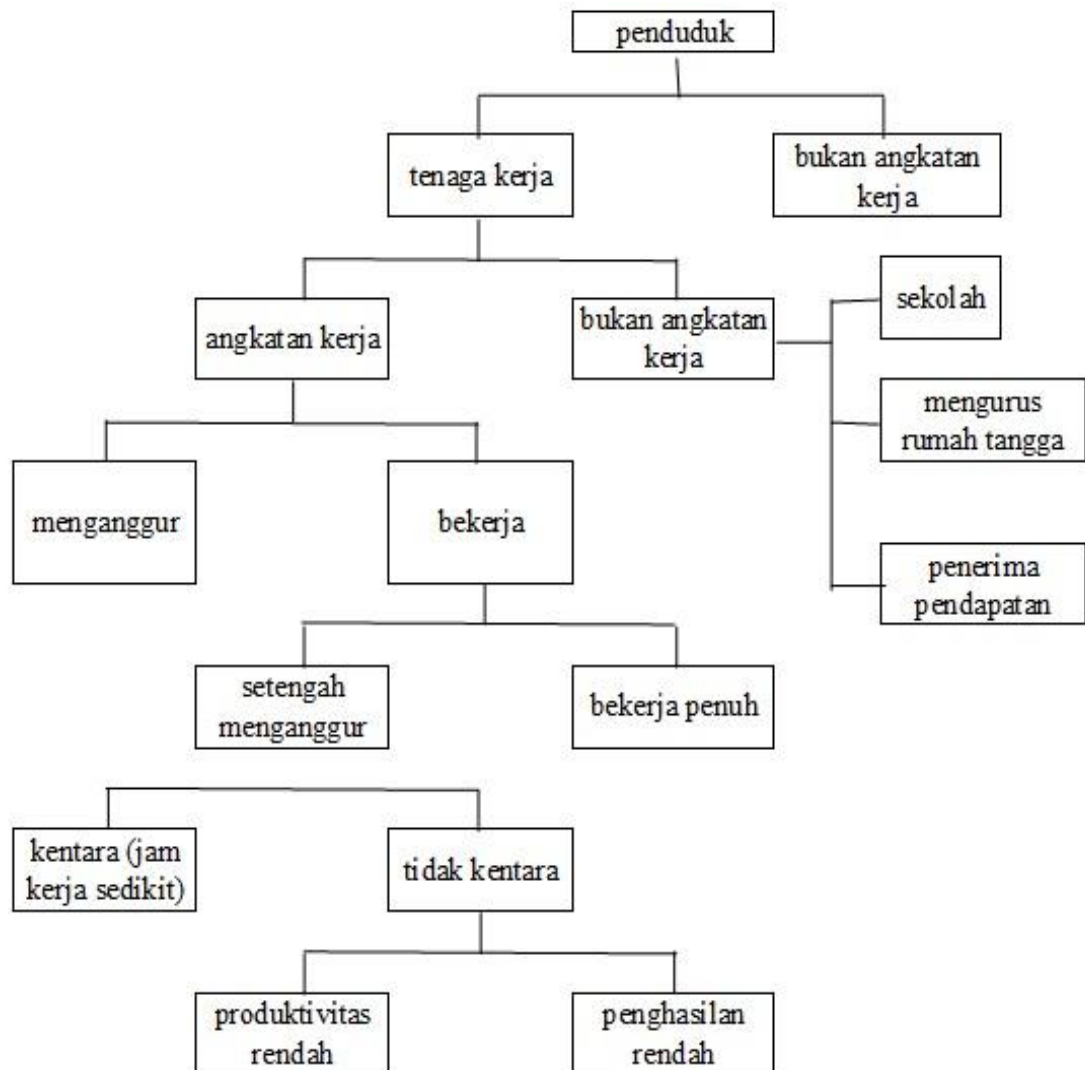 penduduk
tenaga kerja
bukan angkatan
kerja
angkatan kerja
bukan angkatan
kerja
sekolah
mengurus
rumah tangga
penerima
pendapatan
menganggur
bekerja
setengah
menganggur
bekerja penuh
kentara (jam
kerja sedikit)
tidak kentara
produktivitas
rendah
penghasilan
rendah